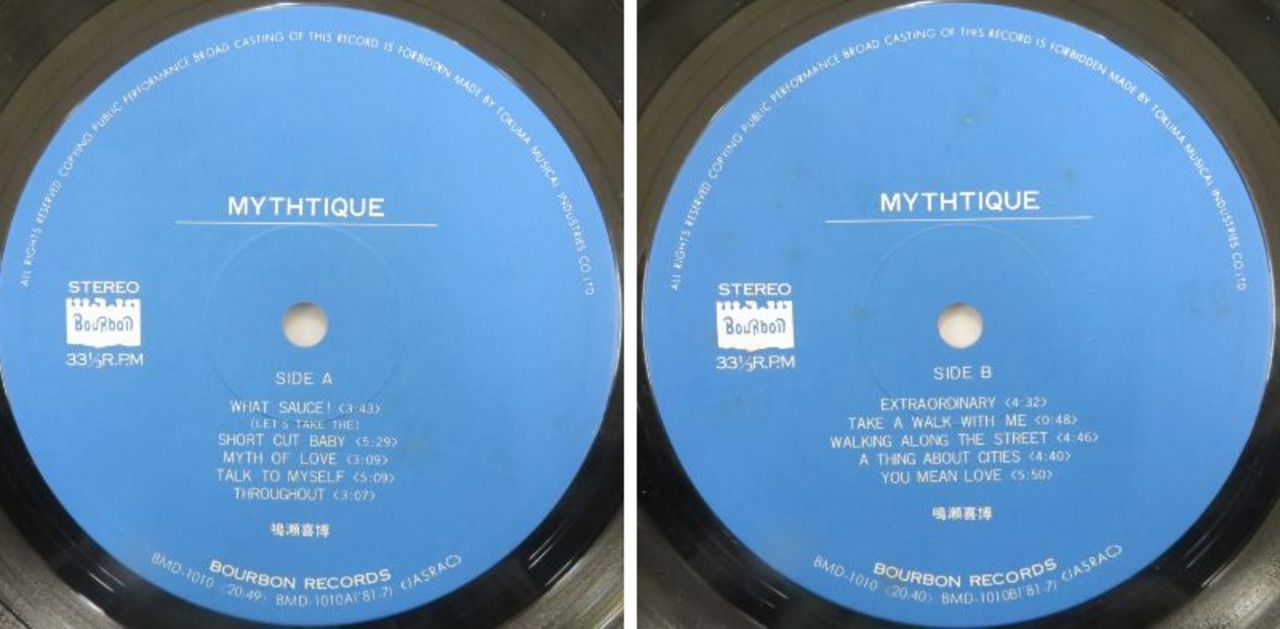 ALL RIGHTS RESERVED COPYING PUBLIC PERFORMANCE BROAD CASTING OF THIS RECORD IS FORBIDDEN MADE BY TOKUMA MUSICAL INDUSTRIES CO.LTD
MYTHTIQUE
STEREO
BOURBON
33⅓R.P.M
SIDE A
WHAT SAUCE! <3:43>
(LET'S TAKE THE)
SHORT CUT BABY <5:29>
MYTH OF LOVE <3:09>
TALK TO MYSELF <5:09>
THROUGHOUT <3:07>
鳴瀬喜博
BOURBON RECORDS
BMD-1010 <20:49> BMD-1010A('81-7) (JASRAC)
ALL RIGHTS RESERVED COPYING PUBLIC PERFORMANCE BROAD CASTING OF THIS RECORD IS FORBIDDEN MADE BY TOKUMA MUSICAL INDUSTRIES CO.LTD
MYTHTIQUE
STEREO
BOURBON
33⅓R.P.M
SIDE B
EXTRAORDINARY <4:32>
TAKE A WALK WITH ME <0:48>
WALKING ALONG THE STREET <4:46>
A THING ABOUT CITIES <4:40>
YOU MEAN LOVE <5:50>
鳴瀬喜博
BOURBON RECORDS
BMD-1010 <20:40> BMD-1010B('81-7) (JASRAC)